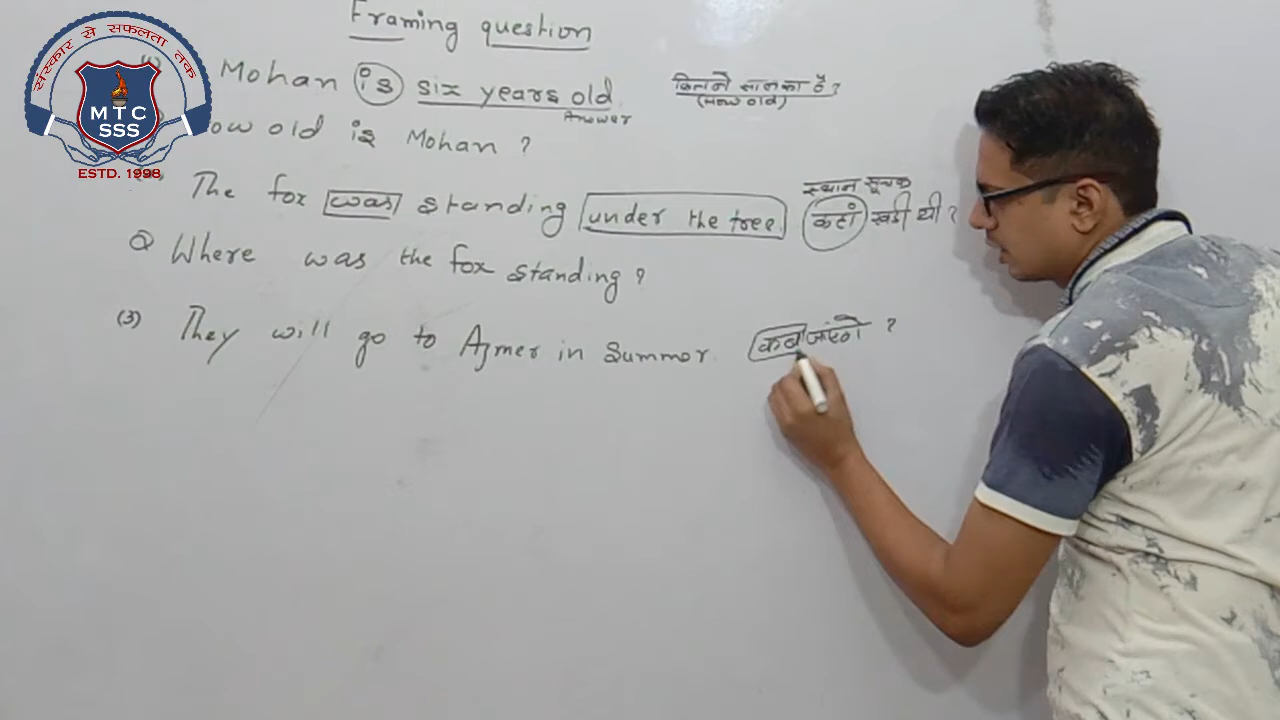 Framing question
संस्कार से सफलता तक
MTC
SSS
ESTD. 1998
Mohan is six years old
Answer
कितने साल का है?
(How old)
How old is Mohan ?
The fox was standing under the tree.
स्थान सूचक
कहां खडी थी ?
Q Where was the fox standing ?
(3) They will go to Ajmer in Summer.
कब जाएंगे ?